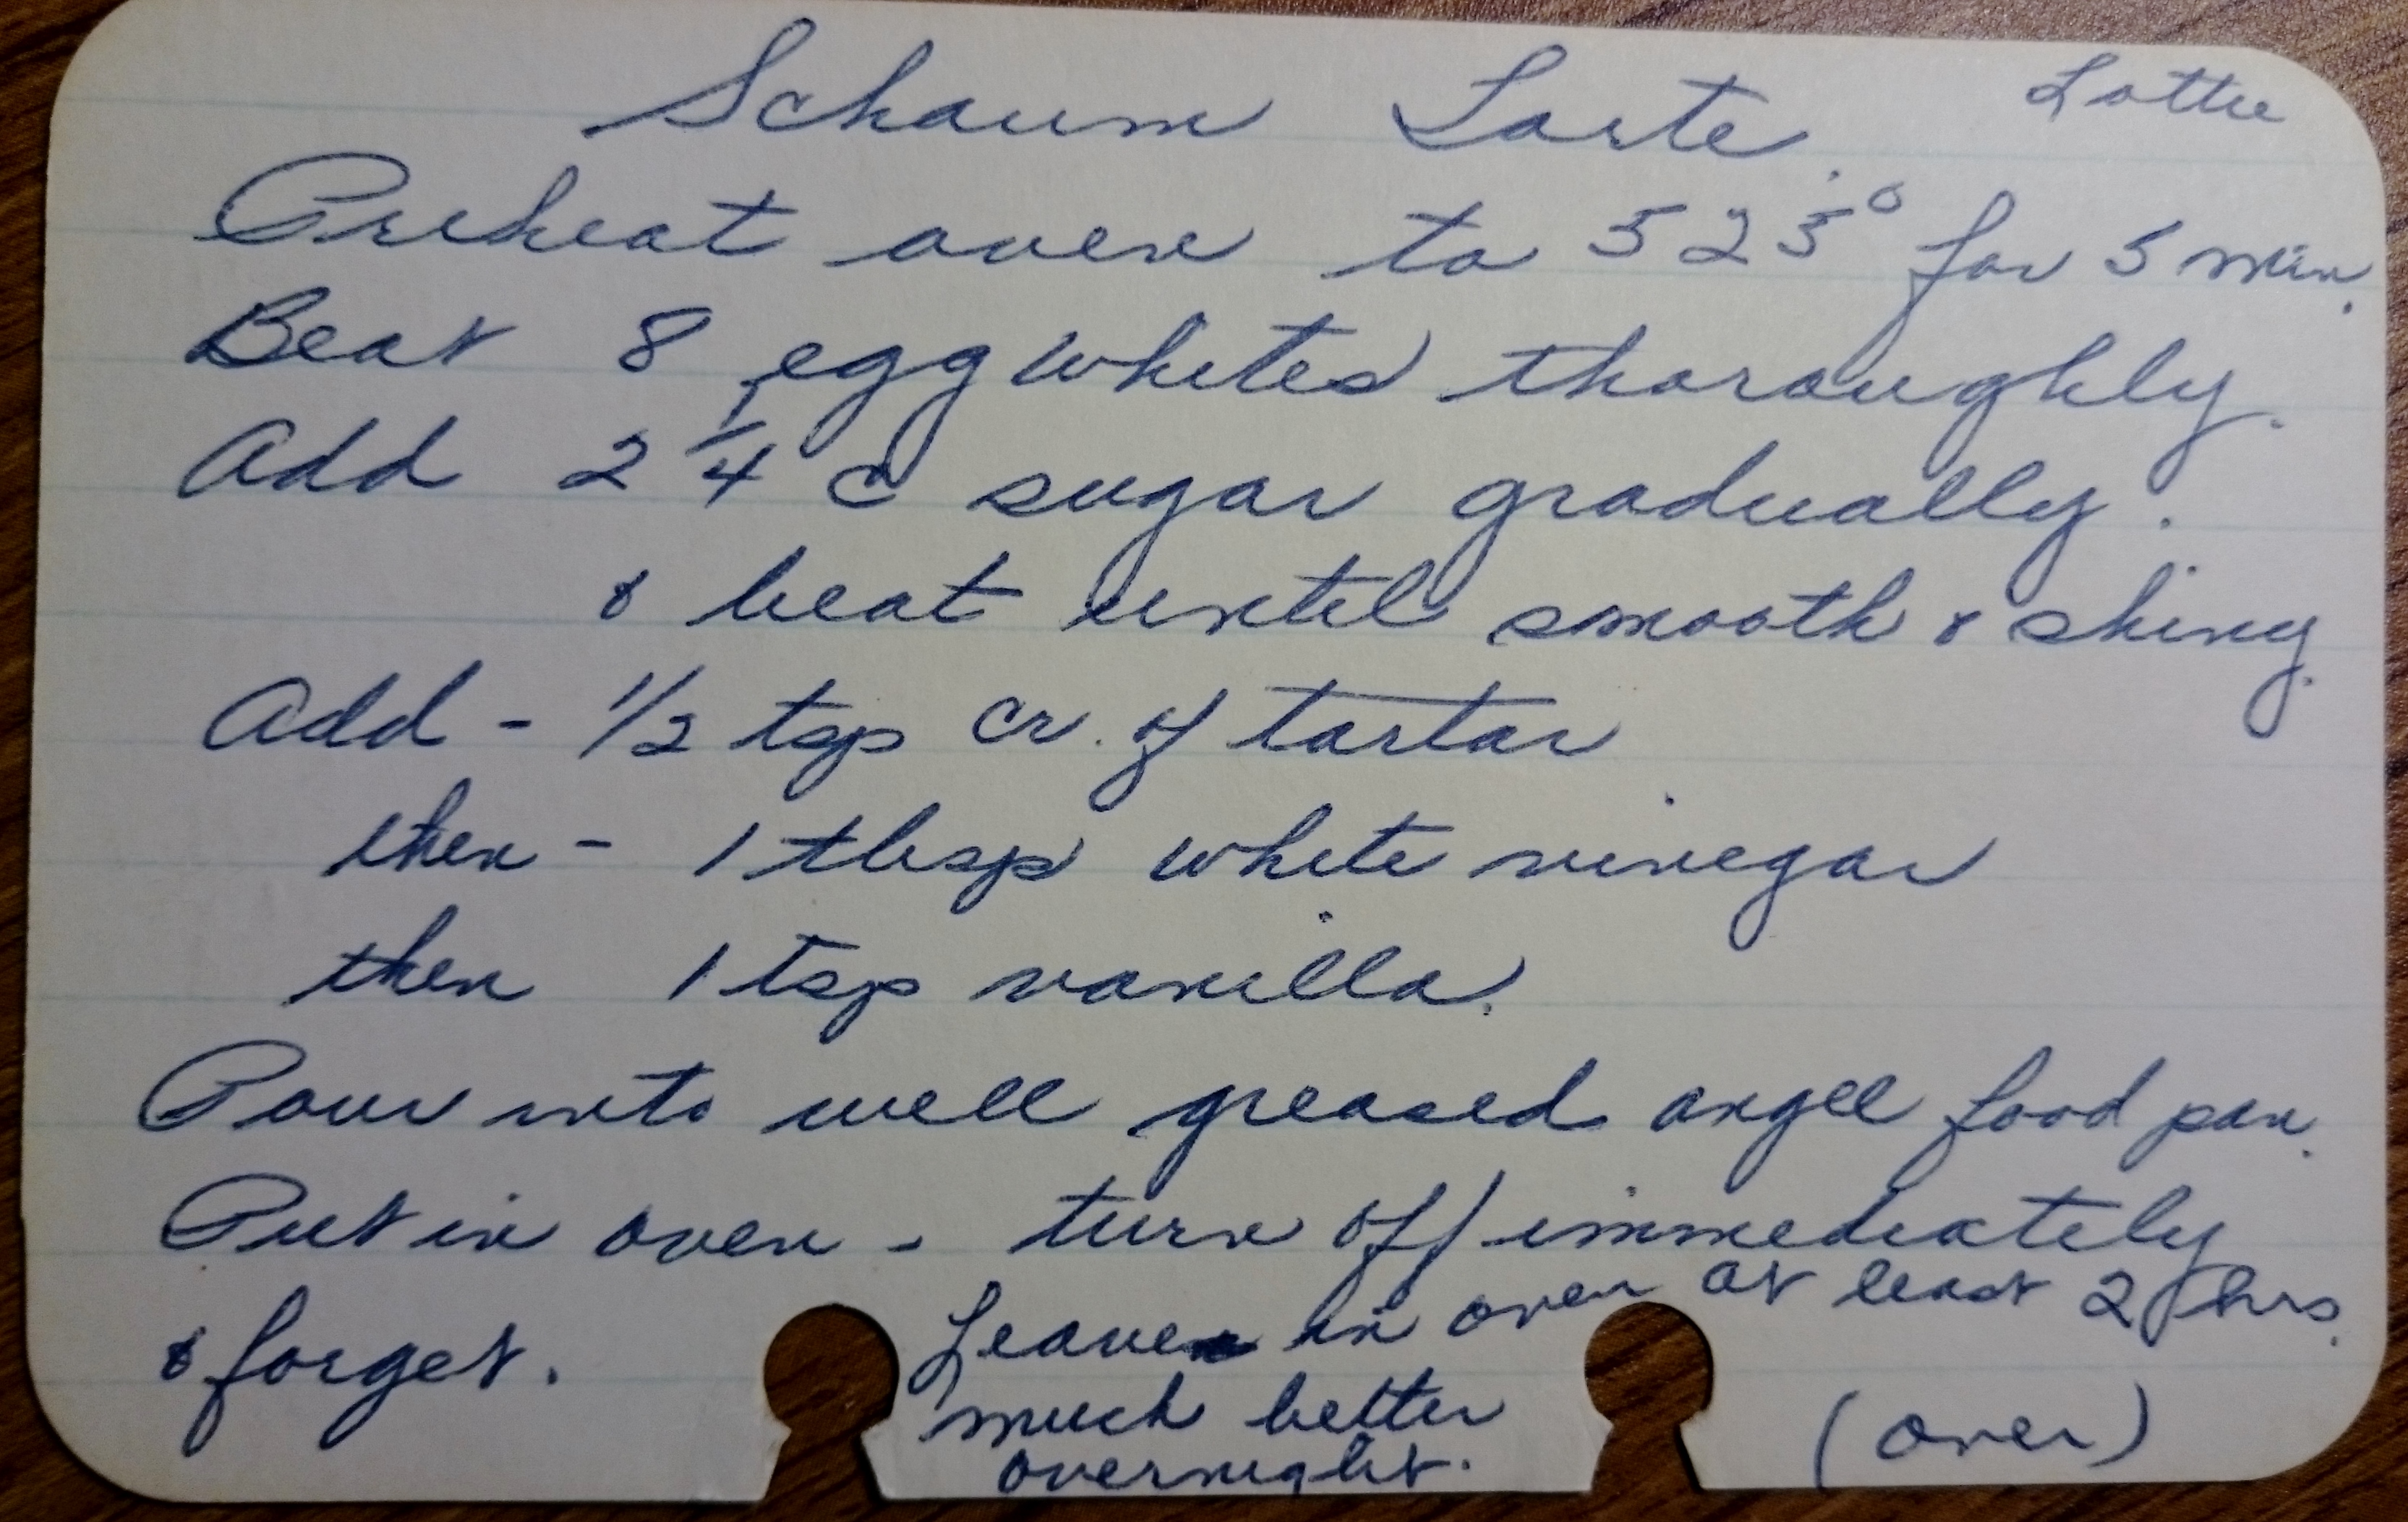 Schaum Torte. Lottie
Preheat oven to 525° for 5 min.
Beat 8 egg whites thoroughly.
Add 2 1/4 c sugar gradually.
& beat until smooth & shiny.
Add - 1/2 tsp cr. of tartar
then - 1 tbsp white vinegar
then 1 tsp vanilla.
Pour into well greased angel food pan.
Put in oven - turn off immediately
& forget. Leave in oven at least 2 hrs.
much better
overnight. (over)